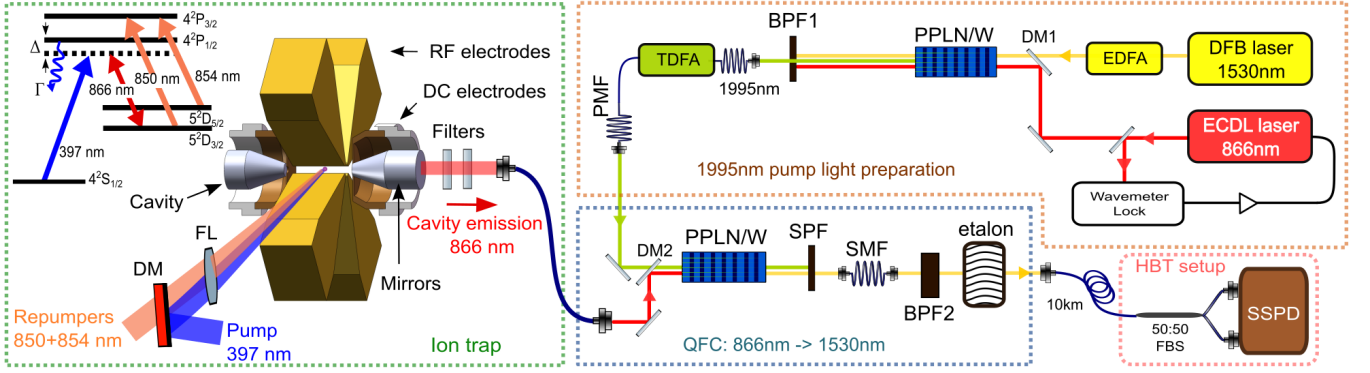 4²P3/2
4²P1/2
Δ
Γ
866 nm
850 nm
854 nm
5²D5/2
5²D3/2
397 nm
4²S1/2
RF electrodes
DC electrodes
Filters
Cavity
Cavity emission
866 nm
Mirrors
FL
DM
Repumpers
850+854 nm
Pump
397 nm
Ion trap
BPF1
PPLN/W
DM1
TDFA
1995nm
EDFA
DFB laser
1530nm
PMF
ECDL laser
866nm
Wavemeter
Lock
1995nm pump light preparation
DM2
PPLN/W
SPF
SMF
etalon
BPF2
QFC: 866nm -> 1530nm
10km
HBT setup
50:50
FBS
SSPD